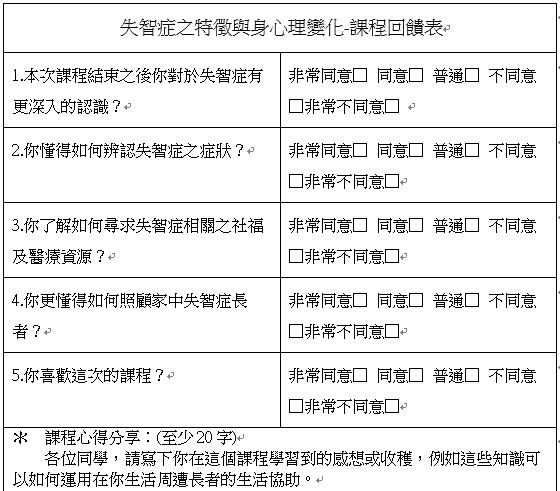 失智症之特徵與身心理變化-課程回饋表
1.本次課程結束之後你對於失智症有
更深入的認識？
非常同意□ 同意□ 普通□ 不同意
□非常不同意□
2.你懂得如何辨認失智症之症狀？
非常同意□ 同意□ 普通□ 不同意
□非常不同意□
3.你了解如何尋求失智症相關之社福
及醫療資源？
非常同意□ 同意□ 普通□ 不同意
□非常不同意□
4.你更懂得如何照顧家中失智症長
者？
非常同意□ 同意□ 普通□ 不同意
□非常不同意□
5.你喜歡這次的課程？
非常同意□ 同意□ 普通□ 不同意
□非常不同意□
＊ 課程心得分享：(至少20字)
各位同學，請寫下你在這個課程學習到的感想或收穫，例如這些知識可
以如何運用在你生活周遭長者的生活協助。